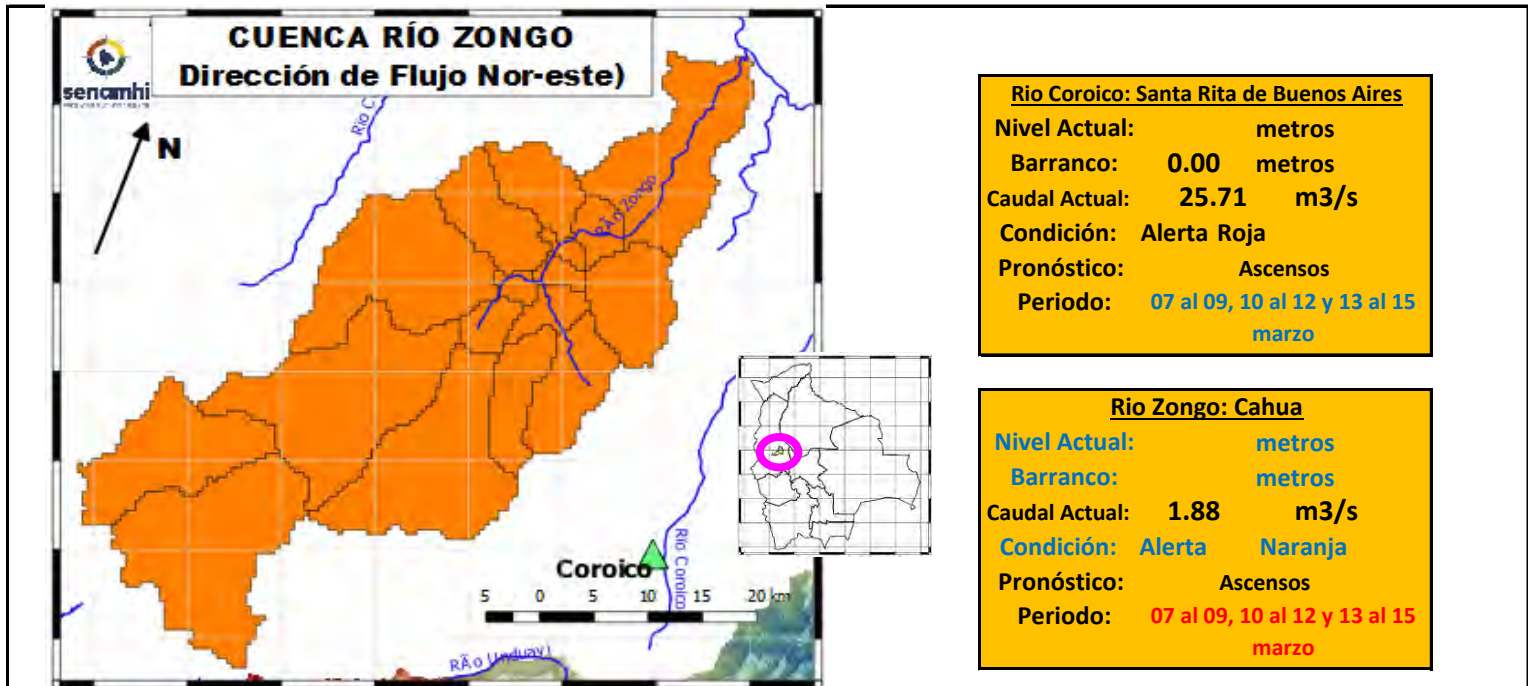 CUENCA RÍO ZONGO
Dirección de Flujo Nor-este)
senamhi
N
Río C
RÃ­o Zongo
Coroico
Río Coroico
5 0 5 10 15 20 km
RÃ­o Unduavi
Rio Coroico: Santa Rita de Buenos Aires
Nivel Actual: metros
Barranco: 0.00 metros
Caudal Actual: 25.71 m3/s
Condición: Alerta Roja
Pronóstico: Ascensos
Periodo: 07 al 09, 10 al 12 y 13 al 15
marzo
Rio Zongo: Cahua
Nivel Actual: metros
Barranco: metros
Caudal Actual: 1.88 m3/s
Condición: Alerta Naranja
Pronóstico: Ascensos
Periodo: 07 al 09, 10 al 12 y 13 al 15
marzo